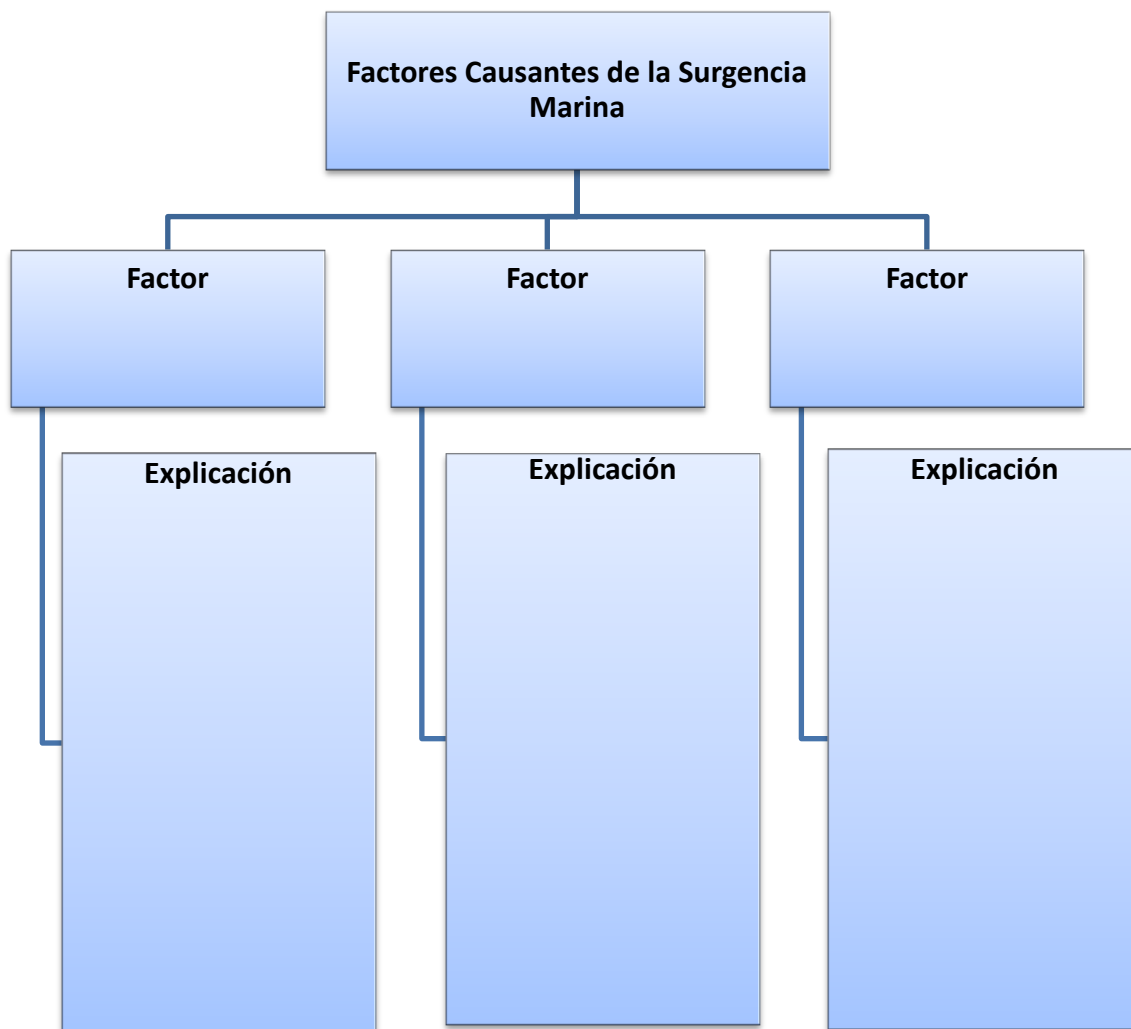 Factores Causantes de la Surgencia
Marina
Factor
Factor
Factor
Explicación
Explicación
Explicación